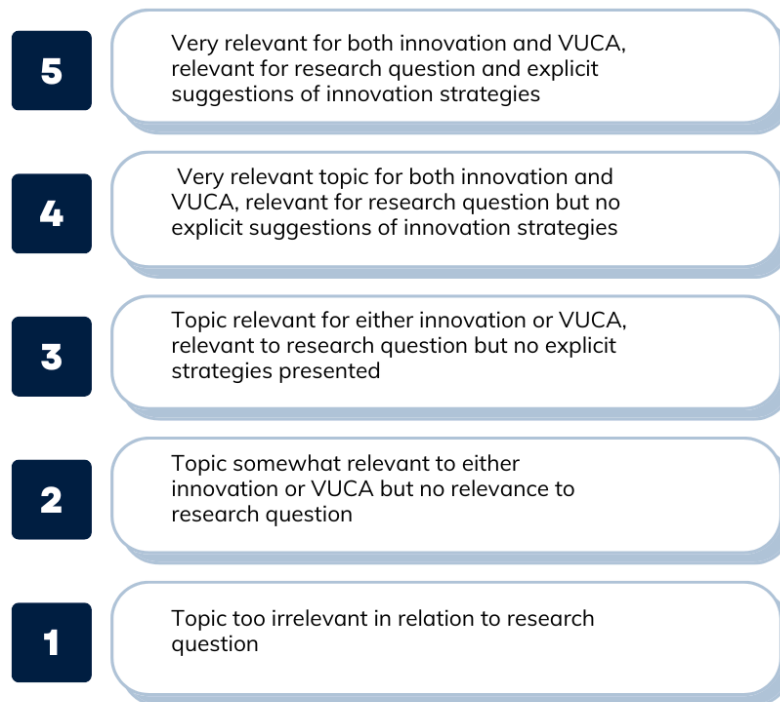 5
Very relevant for both innovation and VUCA,
relevant for research question and explicit
suggestions of innovation strategies
4
Very relevant topic for both innovation and
VUCA, relevant for research question but no
explicit suggestions of innovation strategies
3
Topic relevant for either innovation or VUCA,
relevant to research question but no explicit
strategies presented
2
Topic somewhat relevant to either
innovation or VUCA but no relevance to
research question
1
Topic too irrelevant in relation to research
question